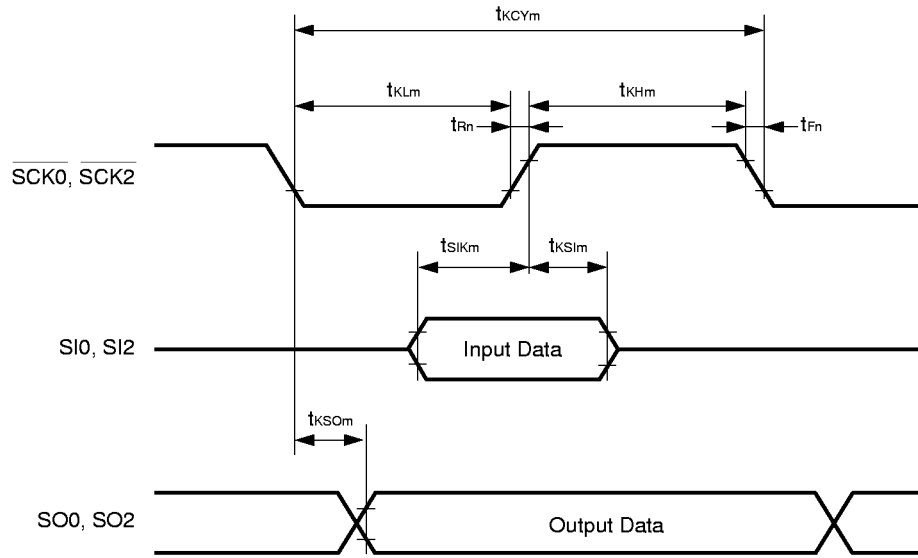 tKCYm
tKLm
tKHm
tRn
tFn
SCK0, SCK2
tSIKm
tKSIm
SI0, SI2
Input Data
tKSOm
SO0, SO2
Output Data